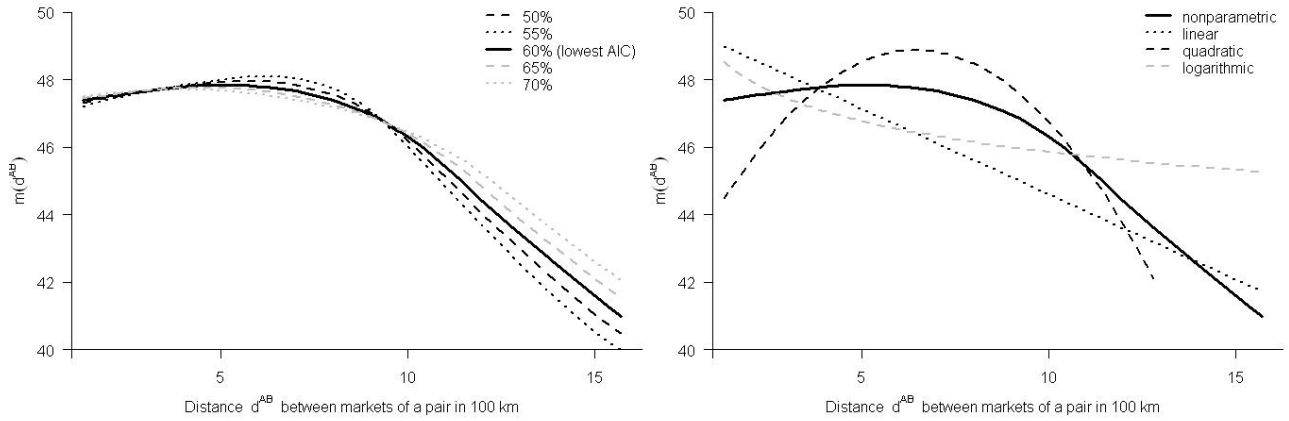 50
48
46
44
42
40
m(d^AB)
50%
55%
60% (lowest AIC)
65%
70%
5
10
15
Distance d^AB between markets of a pair in 100 km
50
48
46
44
42
40
m(d^AB)
nonparametric
linear
quadratic
logarithmic
5
10
15
Distance d^AB between markets of a pair in 100 km